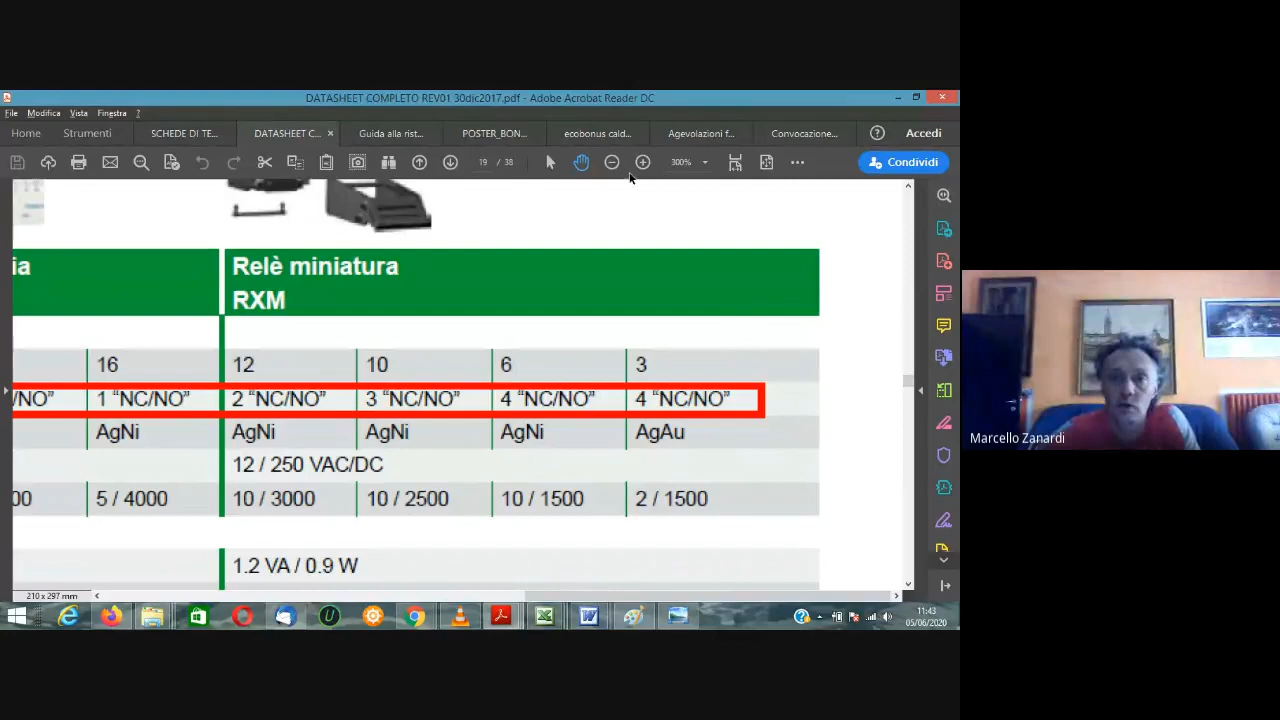 DATASHEET COMPLETO REV01 30dic2017.pdf - Adobe Acrobat Reader DC
File Modifica Vista Finestra ?
Home Strumenti SCHEDE DI TE... DATASHEET C... × Guida alla rist... POSTER_BON... ecobonus cald... Agevolazioni f... Convocazione... ? Accedi
19 / 38 300% ... Condividi
ia Relè miniatura
RXM
16 12 10 6 3
/NO” 1 “NC/NO” 2 “NC/NO” 3 “NC/NO” 4 “NC/NO” 4 “NC/NO”
AgNi AgNi AgNi AgNi AgAu
12 / 250 VAC/DC
00 5 / 4000 10 / 3000 10 / 2500 10 / 1500 2 / 1500
1.2 VA / 0.9 W
210 x 297 mm
11:43
05/06/2020
Marcello Zanardi